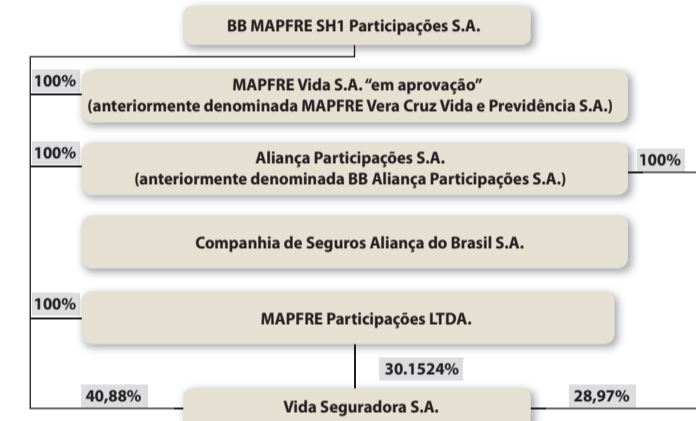 BB MAPFRE SH1 Participações S.A.
100%
MAPFRE Vida S.A. “em aprovação”
(anteriormente denominada MAPFRE Vera Cruz Vida e Previdência S.A.)
100%
Aliança Participações S.A.
(anteriormente denominada BB Aliança Participações S.A.)
100%
Companhia de Seguros Aliança do Brasil S.A.
100%
MAPFRE Participações LTDA.
30.1524%
40,88%
Vida Seguradora S.A.
28,97%